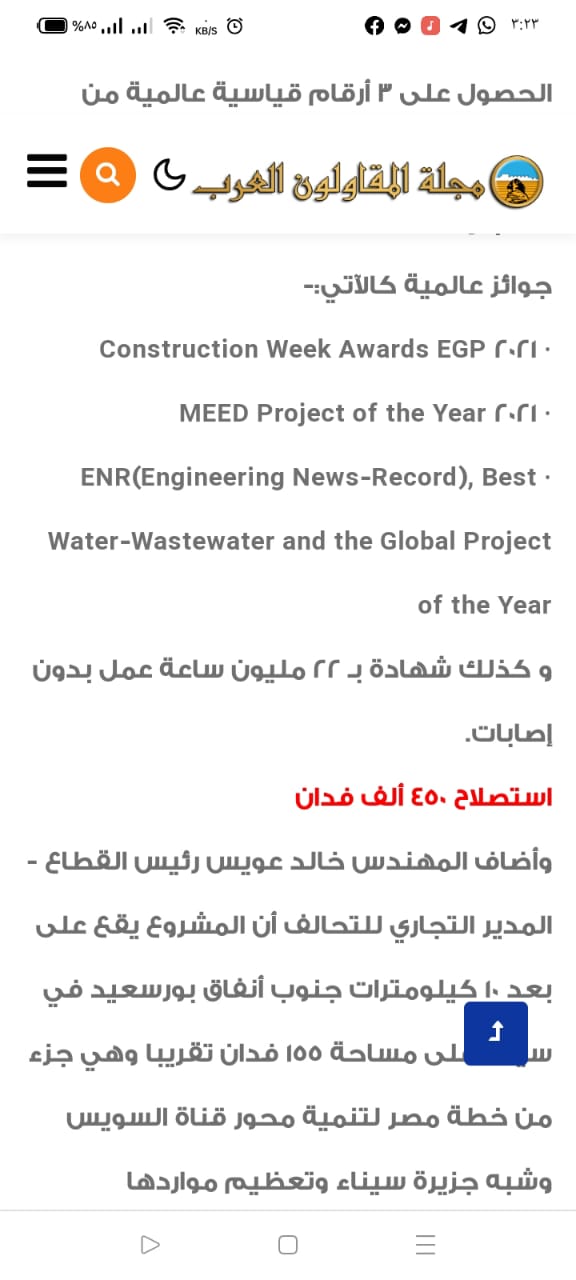 %٨٥ KB/S ٣:٢٣
الحصول على ٣ أرقام قياسية عالمية من
مجلة المقاولون العرب
جوائز عالمية كالآتي:-
· Construction Week Awards EGP ٢٠٢١
· MEED Project of the Year ٢٠٢١
· ENR(Engineering News-Record), Best
Water-Wastewater and the Global Project
of the Year
و كذلك شهادة بـ ٢٢ مليون ساعة عمل بدون
إصابات.
استصلاح ٤٥٠ ألف فدان
وأضاف المهندس خالد عويس رئيس القطاع -
المدير التجاري للتحالف أن المشروع يقع على
بعد ١٠ كيلومترات جنوب أنفاق بورسعيد في
مساحة ١٥٥ فدان تقريبا وهي جزء
من خطة مصر لتنمية محور قناة السويس
وشبه جزيرة سيناء وتعظيم مواردها